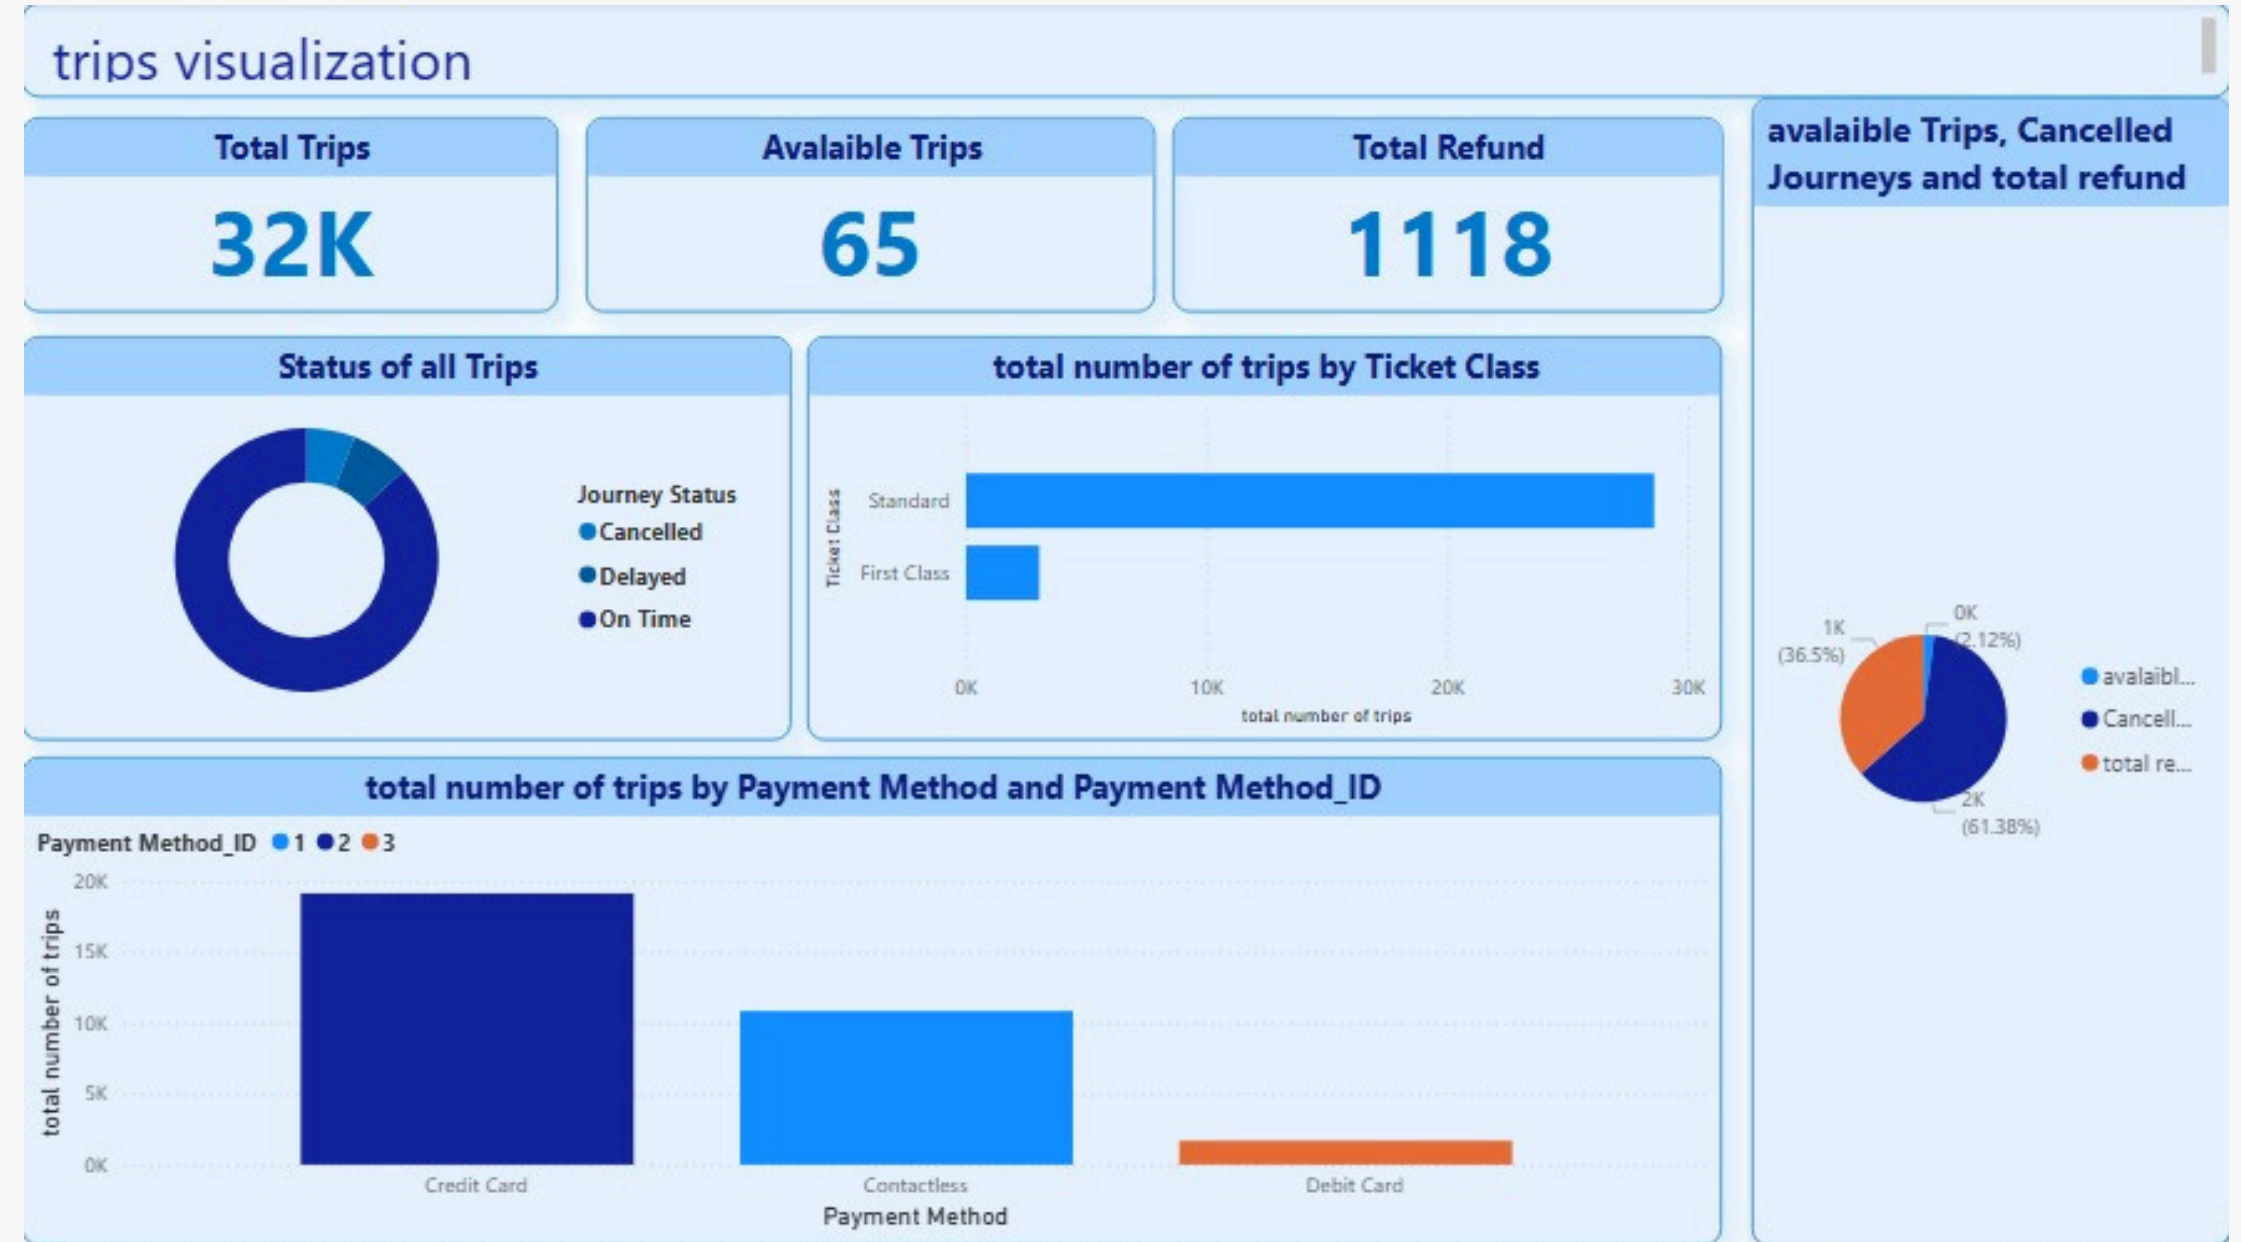 trips visualization
Total Trips
32K
Avalaible Trips
65
Total Refund
1118
avalaible Trips, Cancelled
Journeys and total refund
1K
(36.5%)
0K
(2.12%)
2K
(61.38%)
avalaibl...
Cancell...
total re...
Status of all Trips
Journey Status
Cancelled
Delayed
On Time
total number of trips by Ticket Class
Ticket Class
Standard
First Class
0K 10K 20K 30K
total number of trips
total number of trips by Payment Method and Payment Method_ID
Payment Method_ID 1 2 3
total number of trips
20K
15K
10K
5K
0K
Credit Card Contactless Debit Card
Payment Method